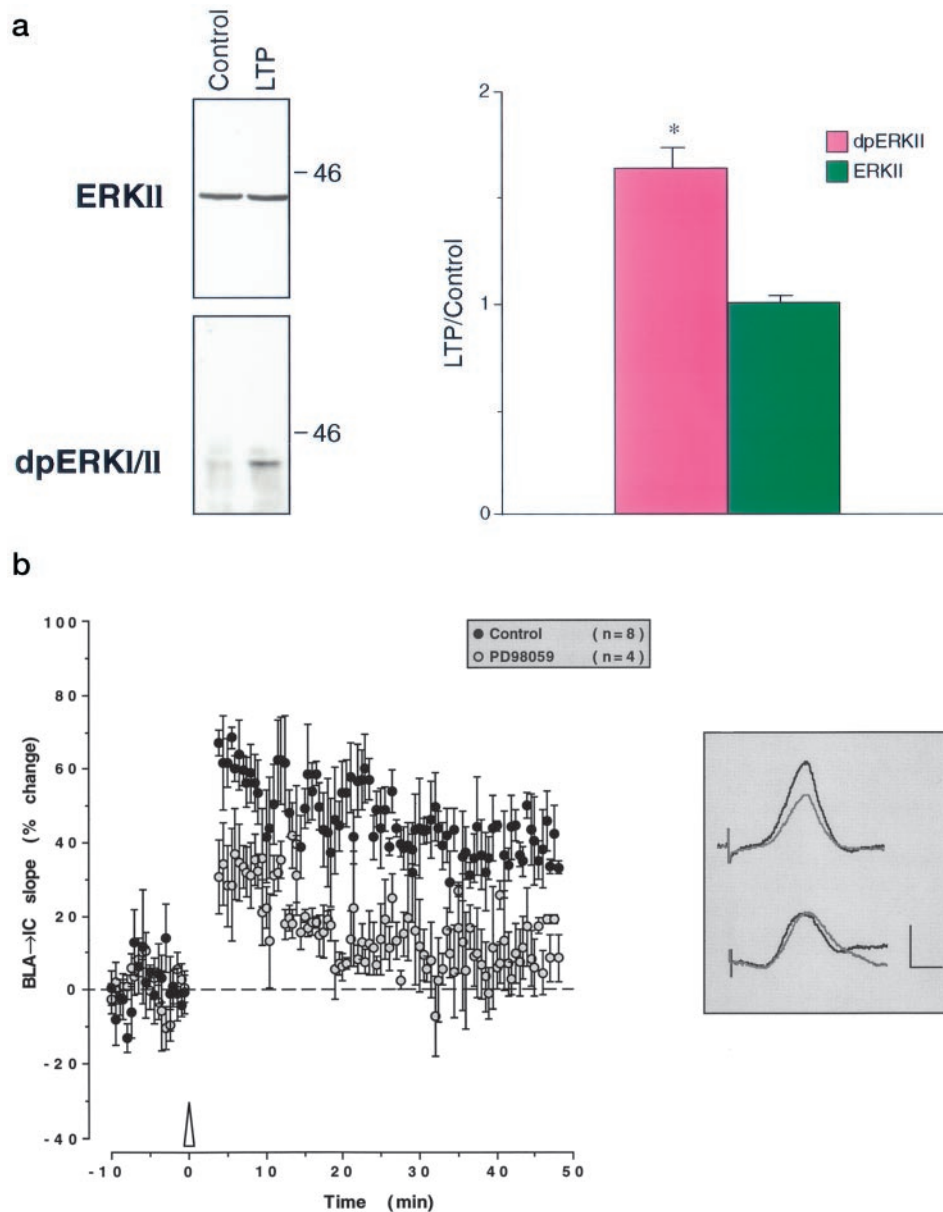 a
Control
LTP
ERKII
-46
dpERKI/II
-46
2
1
0
LTP/Control
*
dpERKII
ERKII
b
100
80
60
40
20
0
-20
-40
BLA→IC slope (% change)
Control (n=8)
PD98059 (n=4)
-10 0 10 20 30 40 50
Time (min)